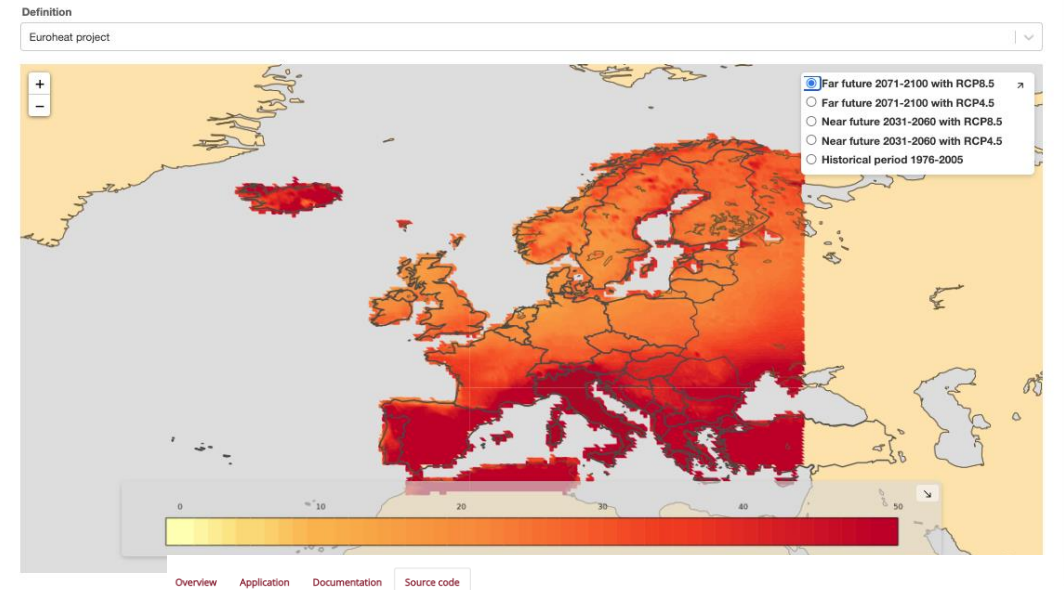 Definition
Euroheat project
+
−
Far future 2071-2100 with RCP8.5
Far future 2071-2100 with RCP4.5
Near future 2031-2060 with RCP8.5
Near future 2031-2060 with RCP4.5
Historical period 1976-2005
0 10 20 30 40 50
Overview Application Documentation Source code